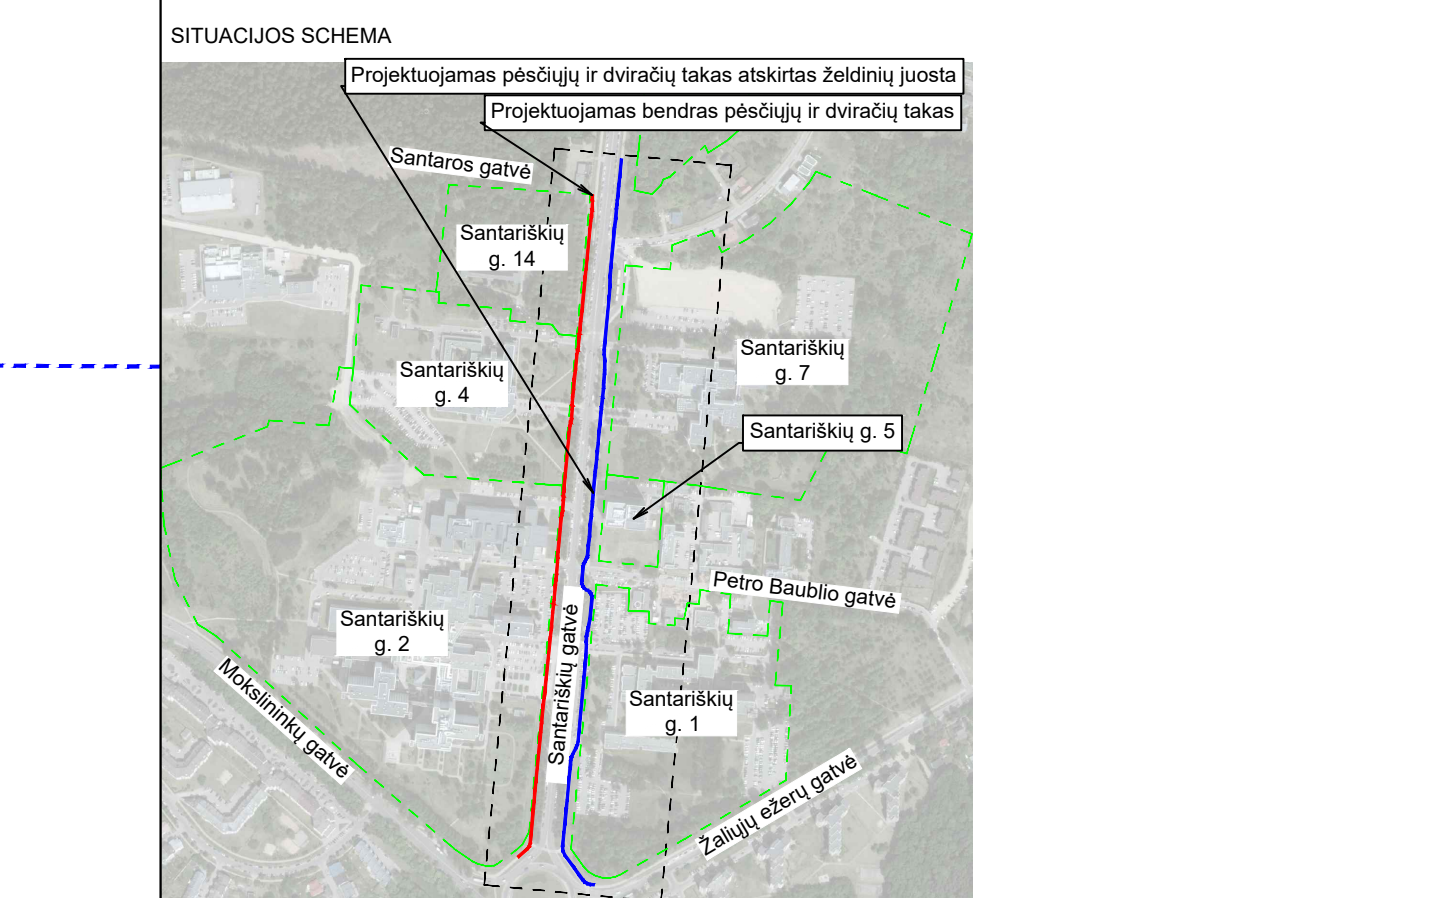 SITUACIJOS SCHEMA
Projektuojamas pėsčiųjų ir dviračių takas atskirtas želdinių juosta
Projektuojamas bendras pėsčiųjų ir dviračių takas
Santaros gatvė
Santariškių
g. 14
Santariškių
g. 7
Santariškių
g. 4
Santariškių g. 5
Petro Baublio gatvė
Santariškių
g. 2
Santariškių gatvė
Mokslininkų gatvė
Santariškių
g. 1
Žaliųjų ežerų gatvė